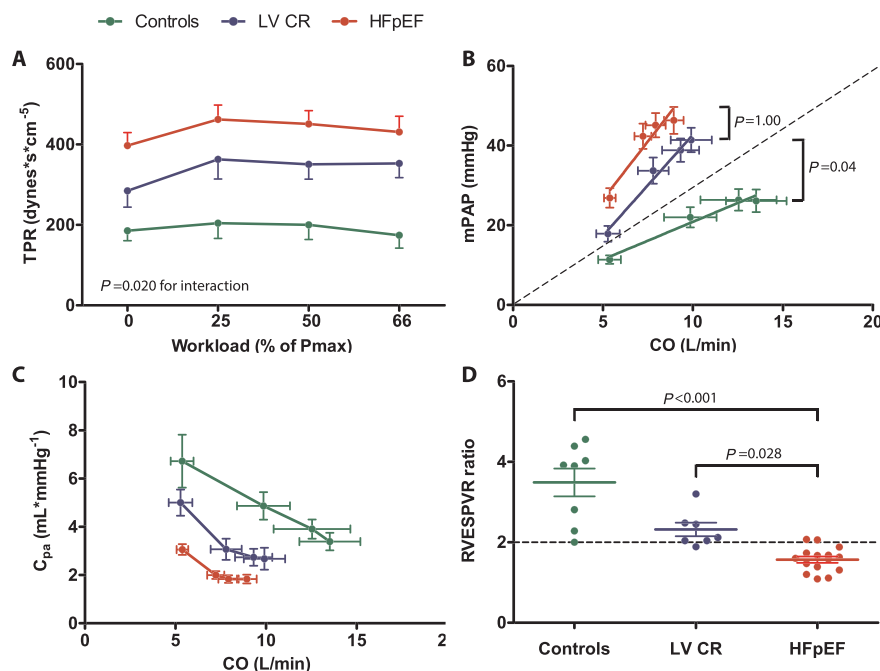 Controls LV CR HFpEF
A
600
400
200
0
TPR (dynes*s*cm-5)
P=0.020 for interaction
0 25 50 66
Workload (% of Pmax)
B
60
40
20
0
mPAP (mmHg)
P=1.00
P=0.04
0 5 10 15 20
CO (L/min)
C
10
8
6
4
2
0
Cpa (mL*mmHg-1)
0 5 10 15 2
CO (L/min)
D
6
4
2
0
RVESPVR ratio
P<0.001
P=0.028
Controls LV CR HFpEF